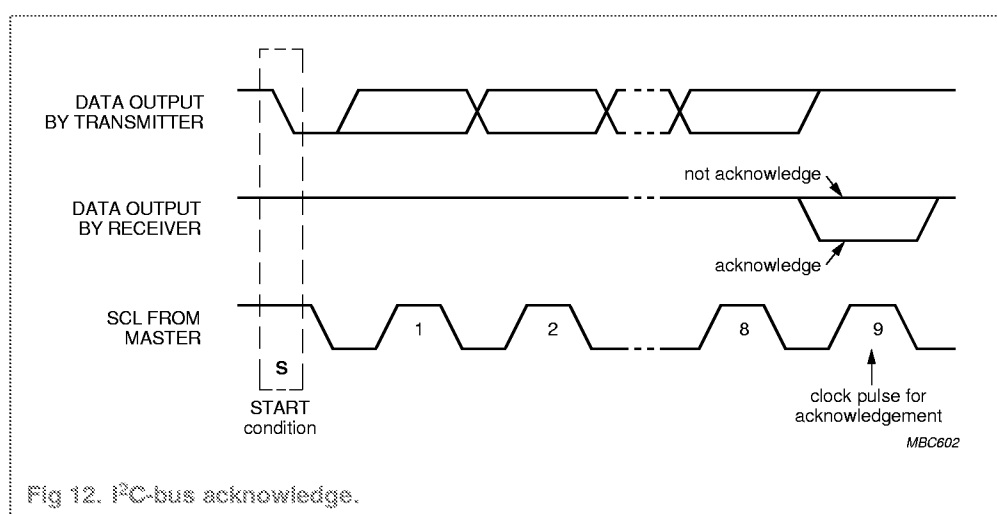 DATA OUTPUT
BY TRANSMITTER
not acknowledge
DATA OUTPUT
BY RECEIVER
acknowledge
SCL FROM
MASTER
1
2
8
9
S
START
condition
clock pulse for
acknowledgement
MBC602
Fig 12. I²C-bus acknowledge.